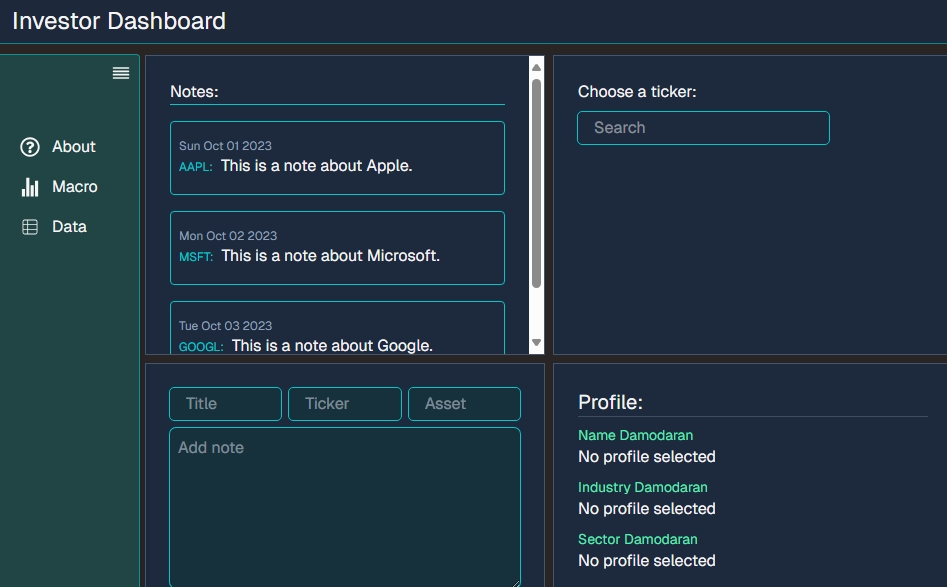 Investor Dashboard
About
Macro
Data
Notes:
Sun Oct 01 2023
AAPL: This is a note about Apple.
Mon Oct 02 2023
MSFT: This is a note about Microsoft.
Tue Oct 03 2023
GOOGL: This is a note about Google.
Choose a ticker:
Search
Title Ticker Asset
Add note
Profile:
Name Damodaran
No profile selected
Industry Damodaran
No profile selected
Sector Damodaran
No profile selected